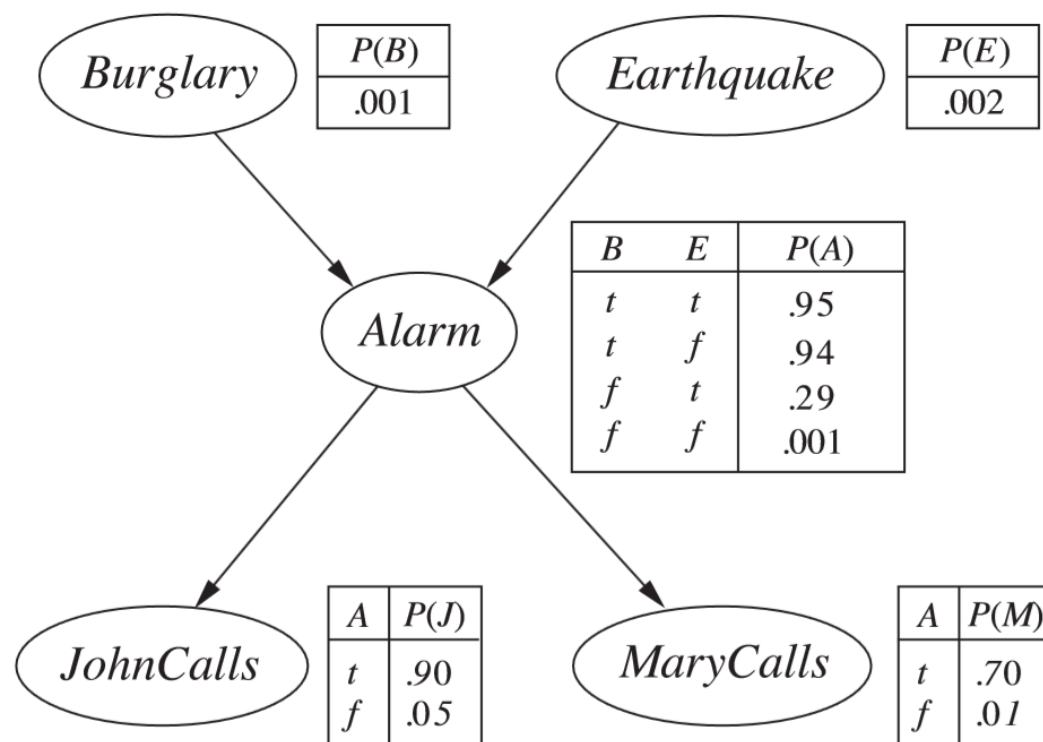 Burglary
P(B)
.001
Earthquake
P(E)
.002
Alarm
B E P(A)
t t .95
t f .94
f t .29
f f .001
JohnCalls
A P(J)
t .90
f .05
MaryCalls
A P(M)
t .70
f .01